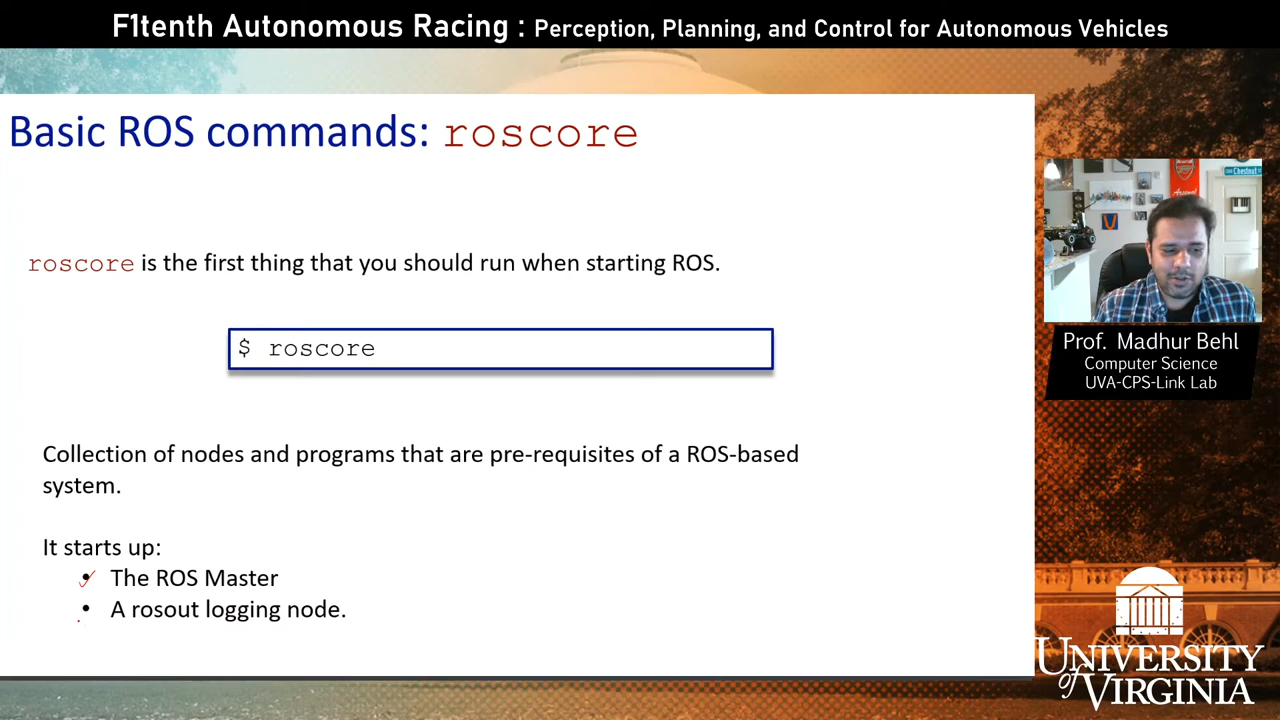 F1tenth Autonomous Racing : Perception, Planning, and Control for Autonomous Vehicles
Basic ROS commands: roscore
roscore is the first thing that you should run when starting ROS.
$ roscore
Collection of nodes and programs that are pre-requisites of a ROS-based
system.
It starts up:
• The ROS Master
• A rosout logging node.
Chestnut
Arsenal
Prof. Madhur Behl
Computer Science
UVA-CPS-Link Lab
UNIVERSITY
of VIRGINIA